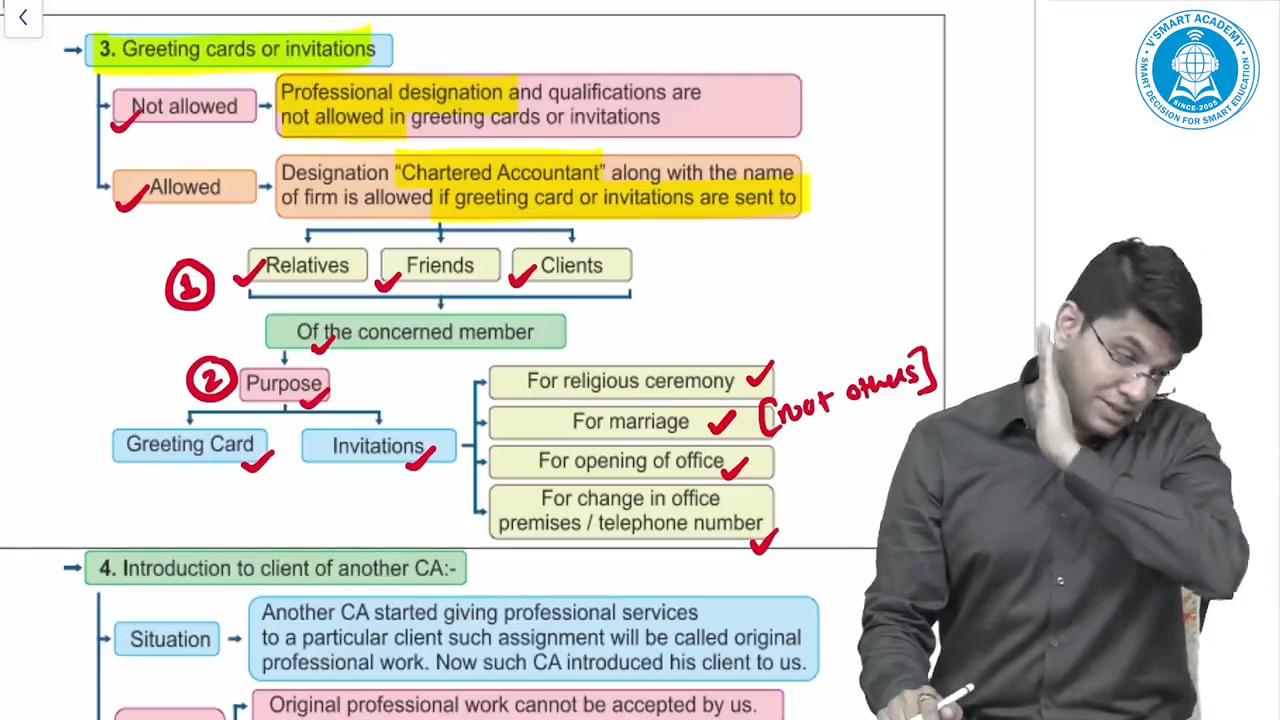 3. Greeting cards or invitations
Not allowed
Professional designation and qualifications are
not allowed in greeting cards or invitations
Allowed
Designation “Chartered Accountant” along with the name
of firm is allowed if greeting card or invitations are sent to
Relatives
Friends
Clients
1
Of the concerned member
2
Purpose
Greeting Card
Invitations
For religious ceremony
For marriage
[not others]
For opening of office
For change in office
premises / telephone number
4. Introduction to client of another CA:-
Situation
Another CA started giving professional services
to a particular client such assignment will be called original
professional work. Now such CA introduced his client to us.
Original professional work cannot be accepted by us.
V'SMART ACADEMY
SINCE-2005
SMART DECISION FOR SMART EDUCATION